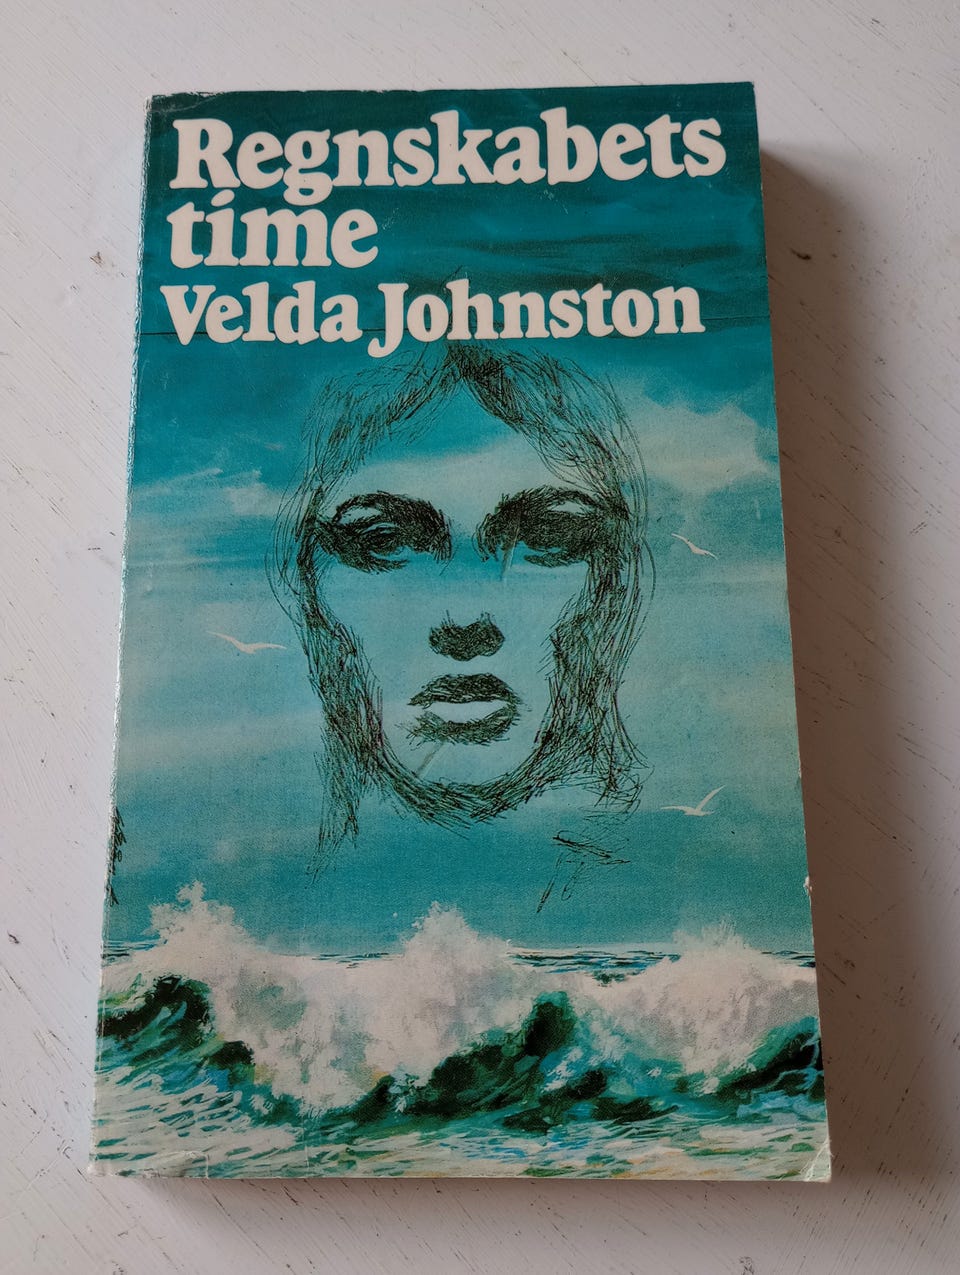 Regnskabets
time
Velda Johnston